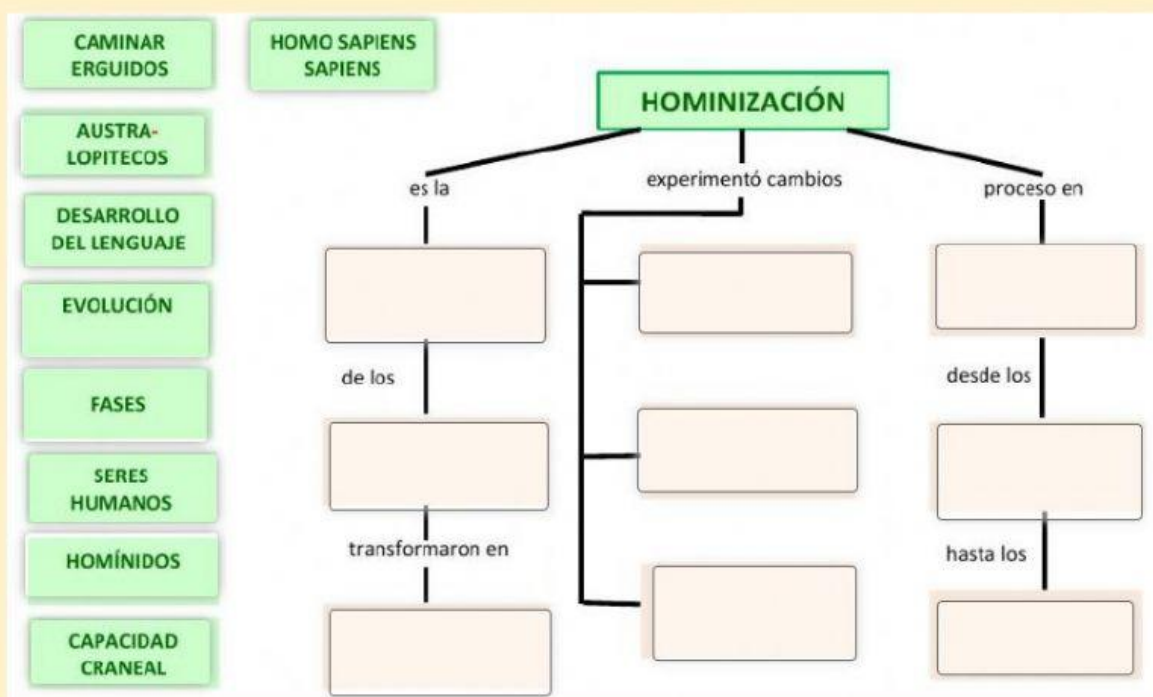 CAMINAR
ERGUIDOS
HOMO SAPIENS
SAPIENS
AUSTRA-
LOPITECOS
DESARROLLO
DEL LENGUAJE
EVOLUCIÓN
FASES
SERES
HUMANOS
HOMÍNIDOS
CAPACIDAD
CRANEAL
HOMINIZACIÓN
es la
de los
transformaron en
experimentó cambios
proceso en
desde los
hasta los